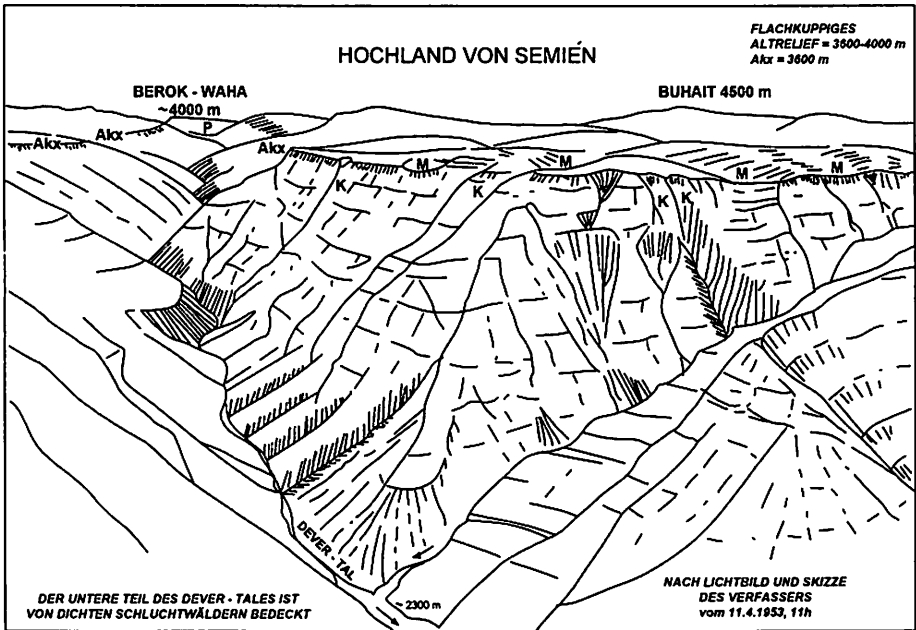 FLACHKUPPIGES
ALTRELIEF = 3600-4000 m
Akx = 3600 m
HOCHLAND VON SEMIÉN
BEROK - WAHA
~4000 m
BUHAIT 4500 m
P
Akx
Akx
Akx
M
M
M
M
K
K
K
K
DEVER - TAL
~ 2300 m
DER UNTERE TEIL DES DEVER - TALES IST
VON DICHTEN SCHLUCHTWÄLDERN BEDECKT
NACH LICHTBILD UND SKIZZE
DES VERFASSERS
vom 11.4.1953, 11h